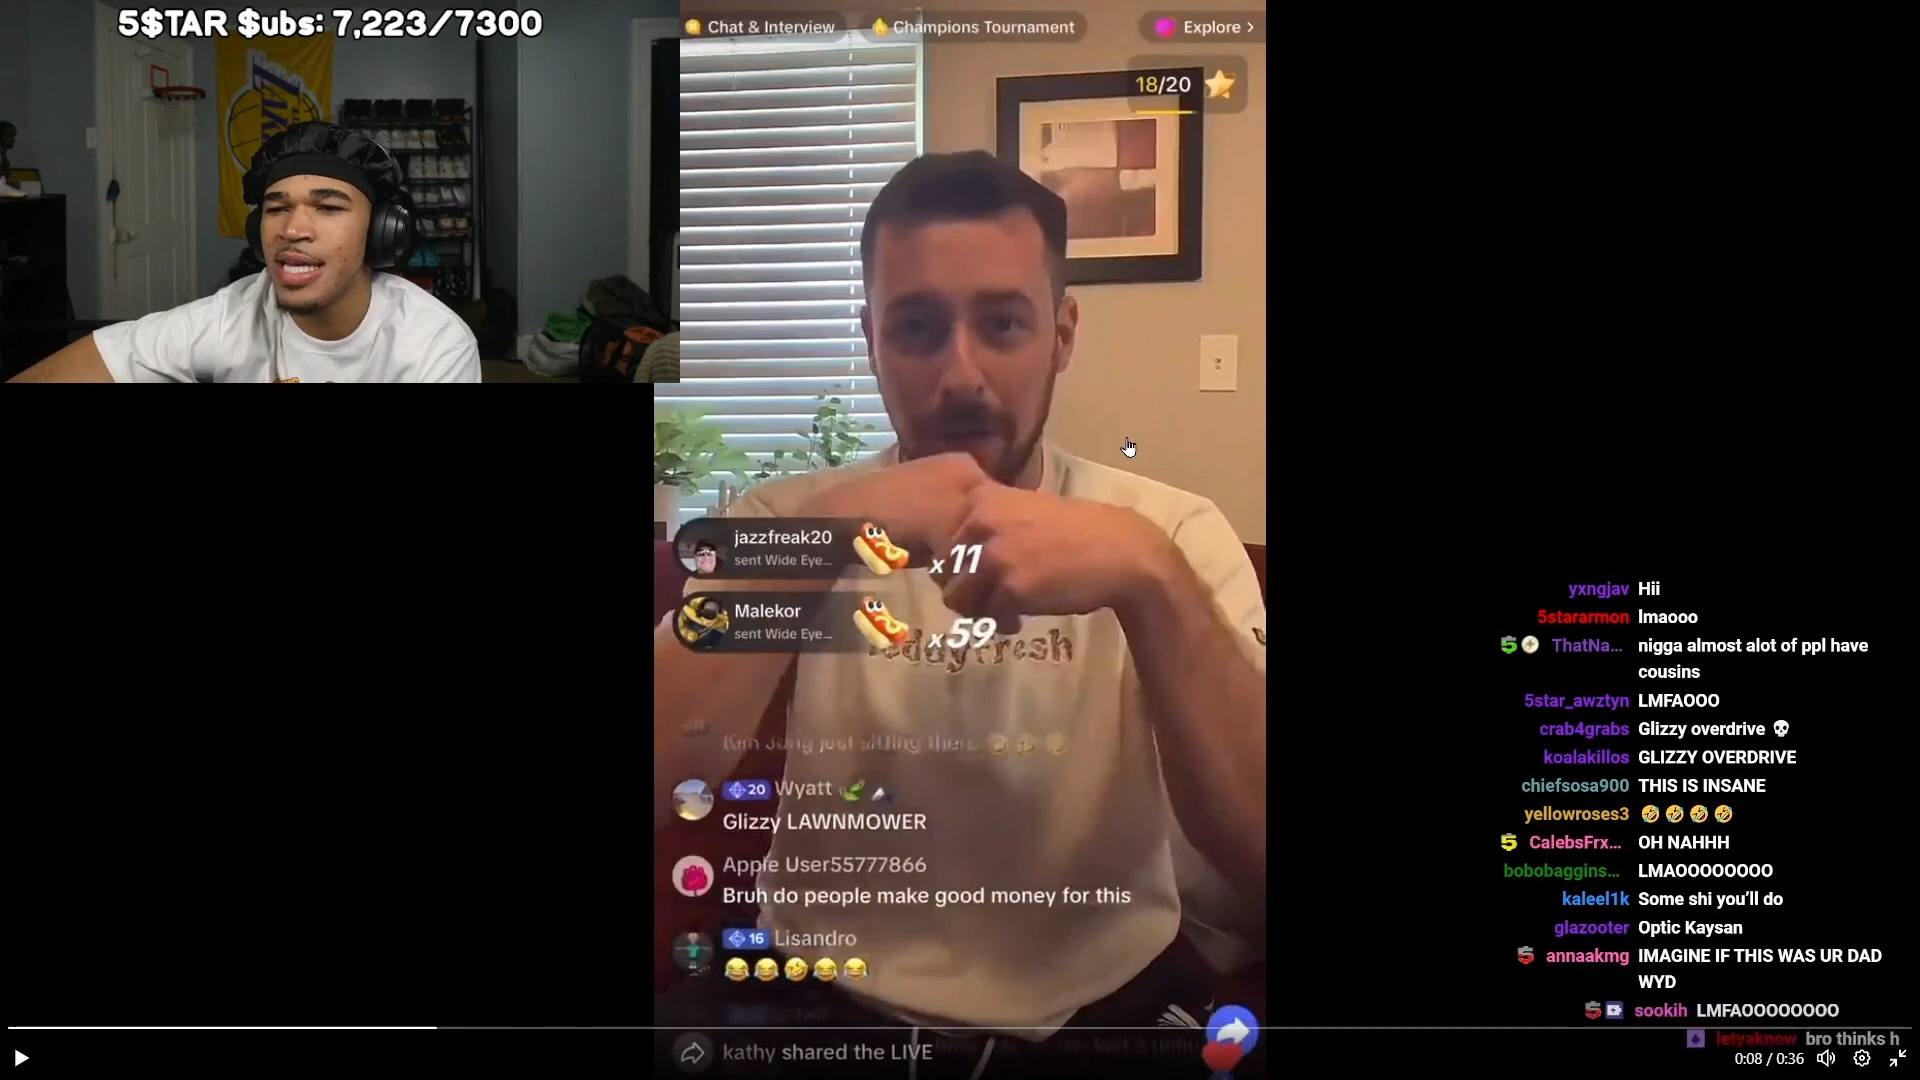 5$TAR $ubs: 7,223/7300
Chat & Interview
Champions Tournament
Explore >
18/20
jazzfreak20
sent Wide Eye...
x11
Malekor
sent Wide Eye...
x59
just sitting there
20 Wyatt
Glizzy LAWNMOWER
Apple User55777866
Bruh do people make good money for this
16 Lisandro
kathy shared the LIVE
yxngjav Hii
5stararmon lmaooo
ThatNa... nigga almost alot of ppl have
cousins
5star_awztyn LMFAOOO
crab4grabs Glizzy overdrive
koalakillos GLIZZY OVERDRIVE
chiefsosa900 THIS IS INSANE
yellowroses3
CalebsFrx... OH NAHHH
bobobaggins... LMAOOOOOOOO
kaleel1k Some shi you’ll do
glazooter Optic Kaysan
annaakmg IMAGINE IF THIS WAS UR DAD
WYD
sookih LMFAOOOOOOOO
letyaknow bro thinks h
0:08 / 0:36